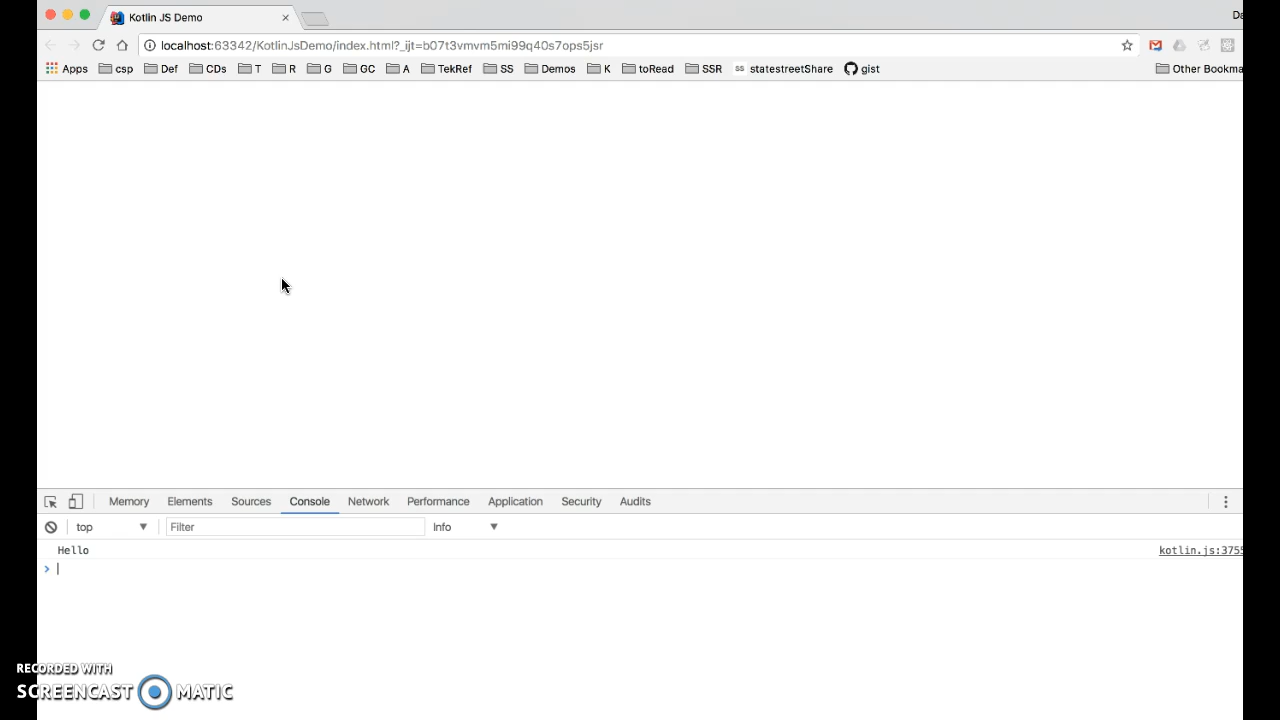 Kotlin JS Demo
localhost:63342/KotlinJsDemo/index.html?_ijt=b07t3vmvm5mi99q40s7ops5jsr
Apps csp Def CDs T R G GC A TekRef SS Demos K toRead SSR statestreetShare gist Other Bookma
Memory Elements Sources Console Network Performance Application Security Audits
top Filter Info
Hello kotlin.js:3755
RECORDED WITH
SCREENCAST MATIC